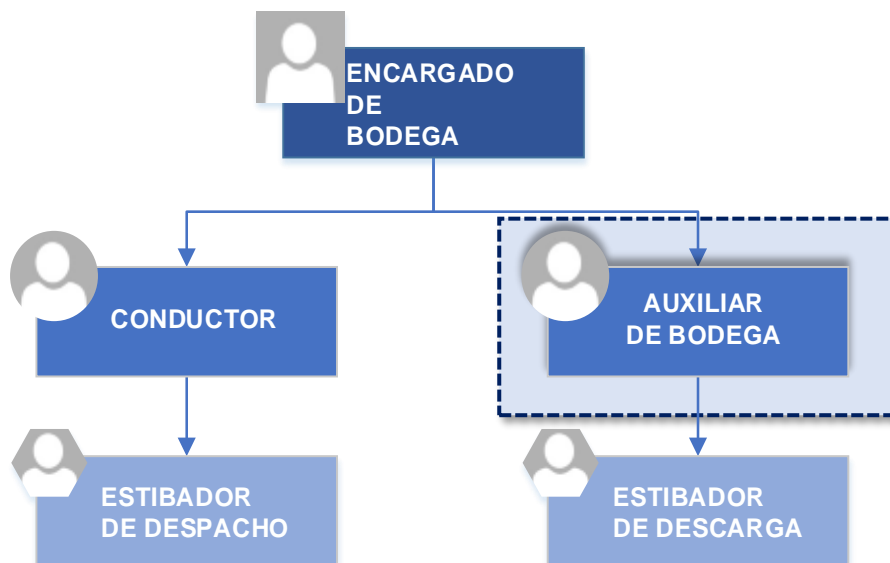 ENCARGADO
DE
BODEGA
CONDUCTOR
AUXILIAR
DE BODEGA
ESTIBADOR
DE DESPACHO
ESTIBADOR
DE DESCARGA